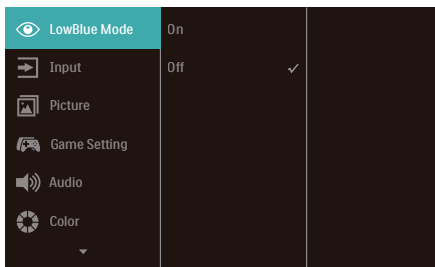 LowBlue Mode
On
Input
Off
Picture
Game Setting
Audio
Color